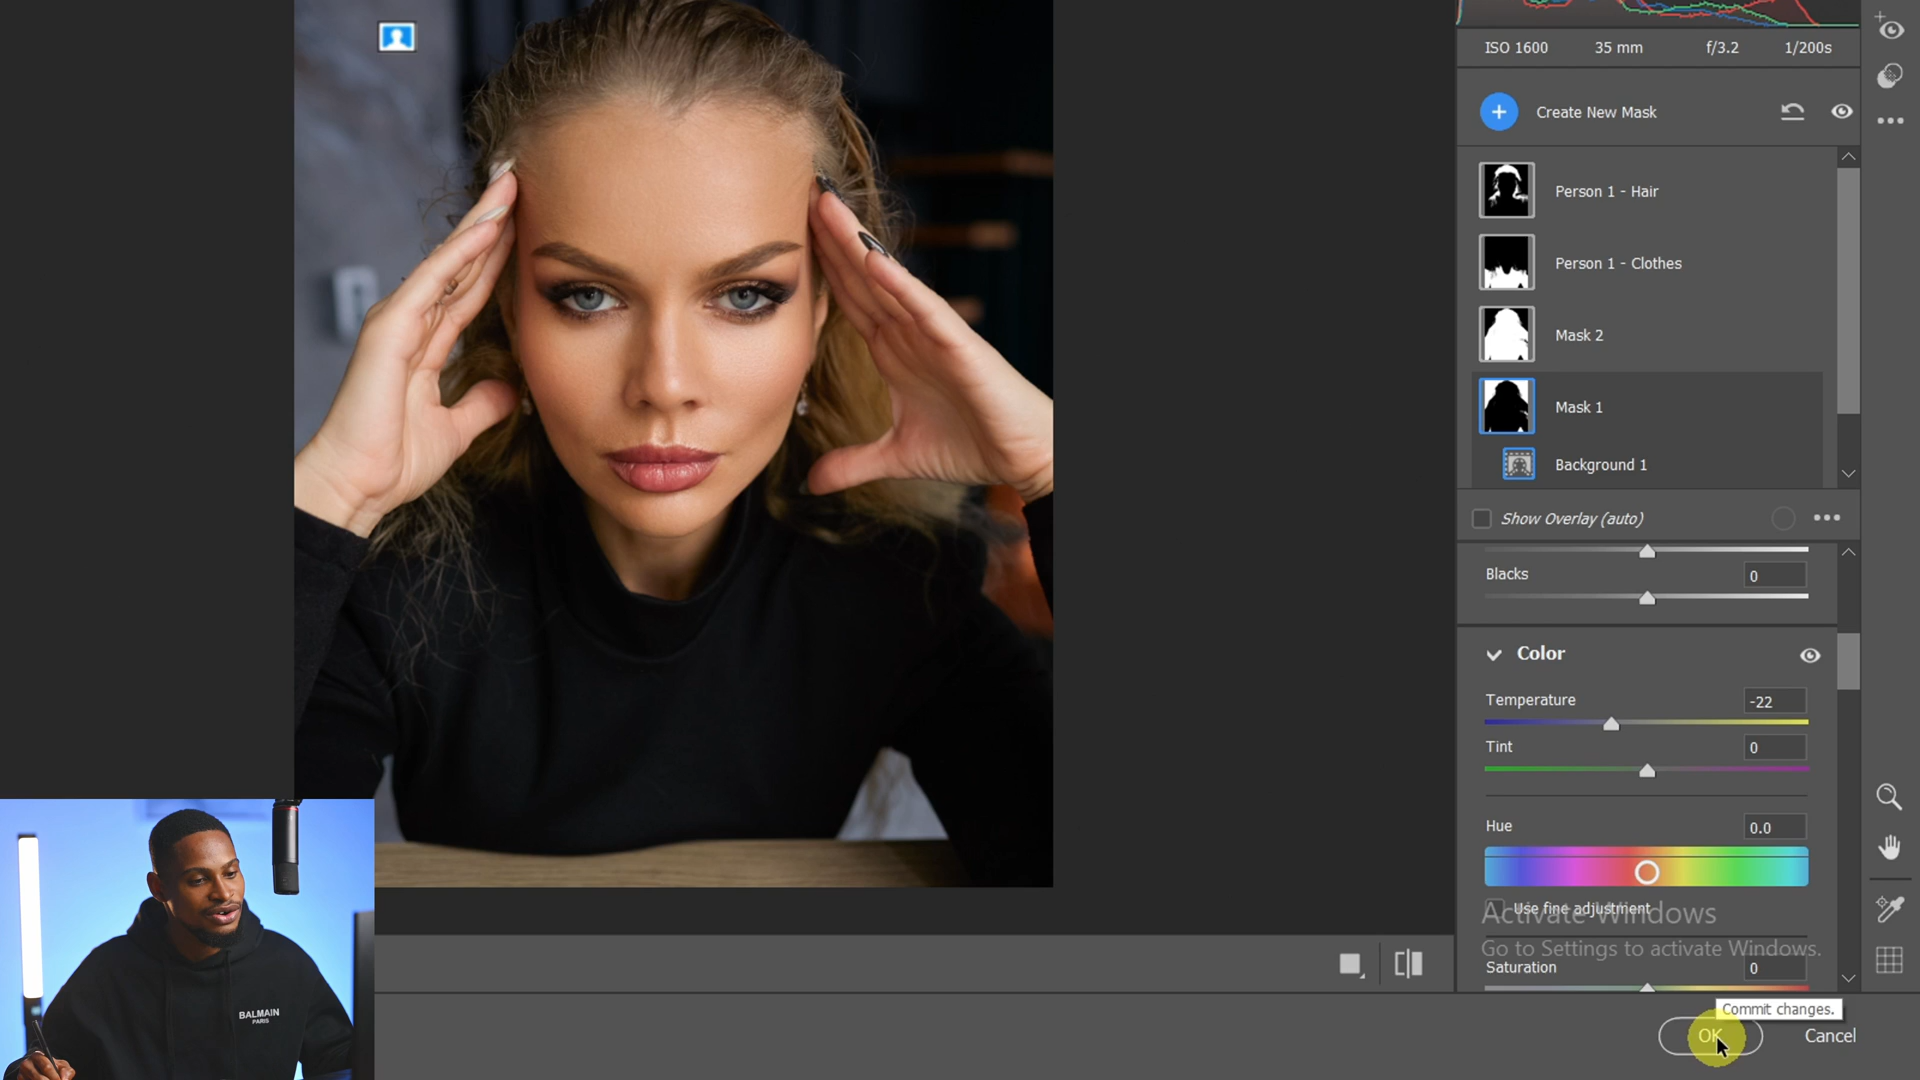 ISO 1600 35 mm f/3.2 1/200s
Create New Mask
Person 1 - Hair
Person 1 - Clothes
Mask 2
Mask 1
Background 1
Show Overlay (auto)
Blacks 0
Color
Temperature -22
Tint 0
Hue 0.0
Use fine adjustment
Activate Windows
Go to Settings to activate Windows.
Saturation 0
Commit changes.
OK Cancel
BALMAIN
PARIS